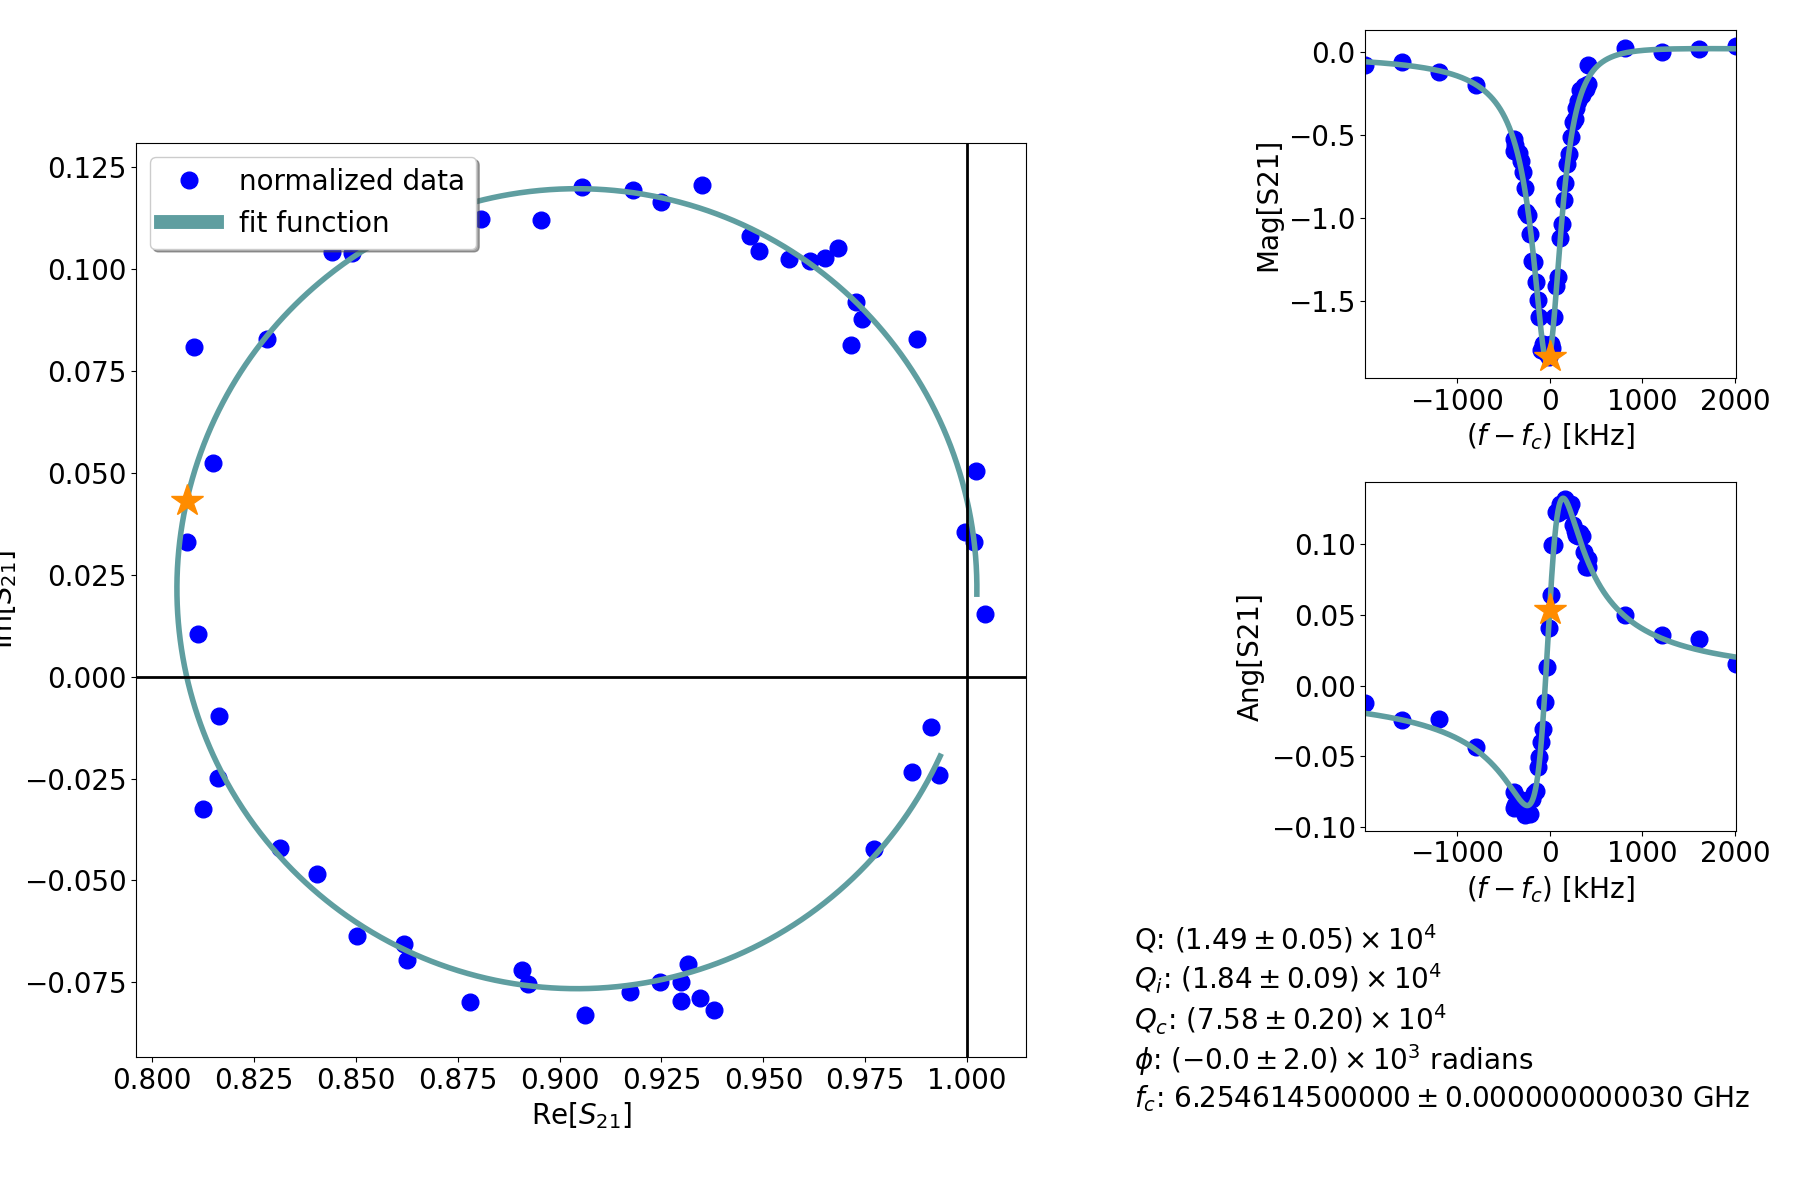 normalized data
fit function
0.125
0.100
0.075
0.050
0.025
0.000
−0.025
−0.050
−0.075
Im[S21]
0.800 0.825 0.850 0.875 0.900 0.925 0.950 0.975 1.000
Re[S21]
0.0
−0.5
−1.0
−1.5
Mag[S21]
−1000 0 1000 2000
(f − fc) [kHz]
0.10
0.05
0.00
−0.05
−0.10
Ang[S21]
−1000 0 1000 2000
(f − fc) [kHz]
Q: (1.49 ± 0.05) × 10^4
Qi: (1.84 ± 0.09) × 10^4
Qc: (7.58 ± 0.20) × 10^4
ϕ: (−0.0 ± 2.0) × 10^3 radians
fc: 6.254614500000 ± 0.000000000030 GHz